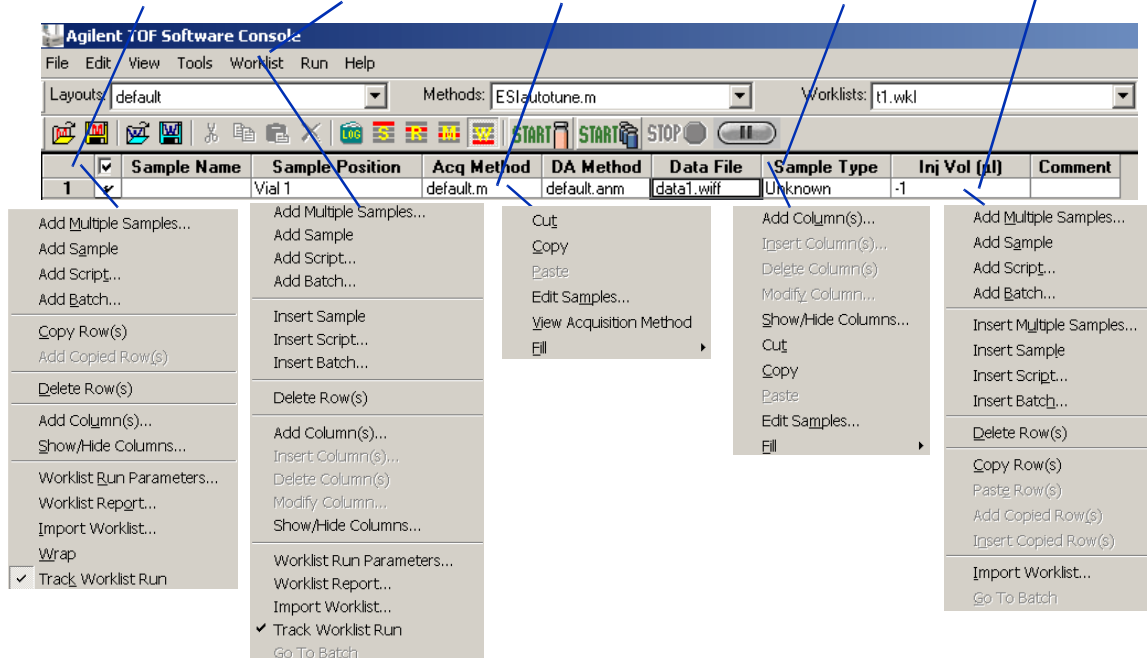 Agilent TOF Software Console
File Edit View Tools Worklist Run Help
Layouts: default Methods: ESIautotune.m Worklists: t1.wkl
LOG S R M W START START STOP
Sample Name Sample Position Acq Method DA Method Data File Sample Type Inj Vol (µl) Comment
1 Vial 1 default.m default.anm data1.wiff Unknown -1
Add Multiple Samples...
Add Sample
Add Script...
Add Batch...
Copy Row(s)
Add Copied Row(s)
Delete Row(s)
Add Column(s)...
Show/Hide Columns...
Worklist Run Parameters...
Worklist Report...
Import Worklist...
Wrap
Track Worklist Run
Add Multiple Samples...
Add Sample
Add Script...
Add Batch...
Insert Sample
Insert Script...
Insert Batch...
Delete Row(s)
Add Column(s)...
Insert Column(s)...
Delete Column(s)
Modify Column...
Show/Hide Columns...
Worklist Run Parameters...
Worklist Report...
Import Worklist...
Track Worklist Run
Go To Batch
Cut
Copy
Paste
Edit Samples...
View Acquisition Method
Fill
Add Column(s)...
Insert Column(s)...
Delete Column(s)
Modify Column...
Show/Hide Columns...
Cut
Copy
Paste
Edit Samples...
Fill
Add Multiple Samples...
Add Sample
Add Script...
Add Batch...
Insert Multiple Samples...
Insert Sample
Insert Script...
Insert Batch...
Delete Row(s)
Copy Row(s)
Paste Row(s)
Add Copied Row(s)
Insert Copied Row(s)
Import Worklist...
Go To Batch